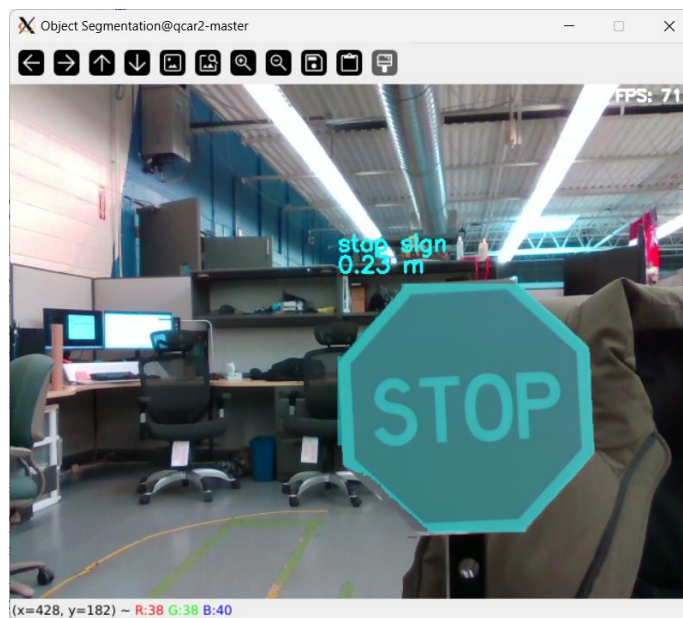 Object Segmentation@qcar2-master
FPS: 71
stop sign
0.23 m
STOP
(x=428, y=182) ~ R:38 G:38 B:40